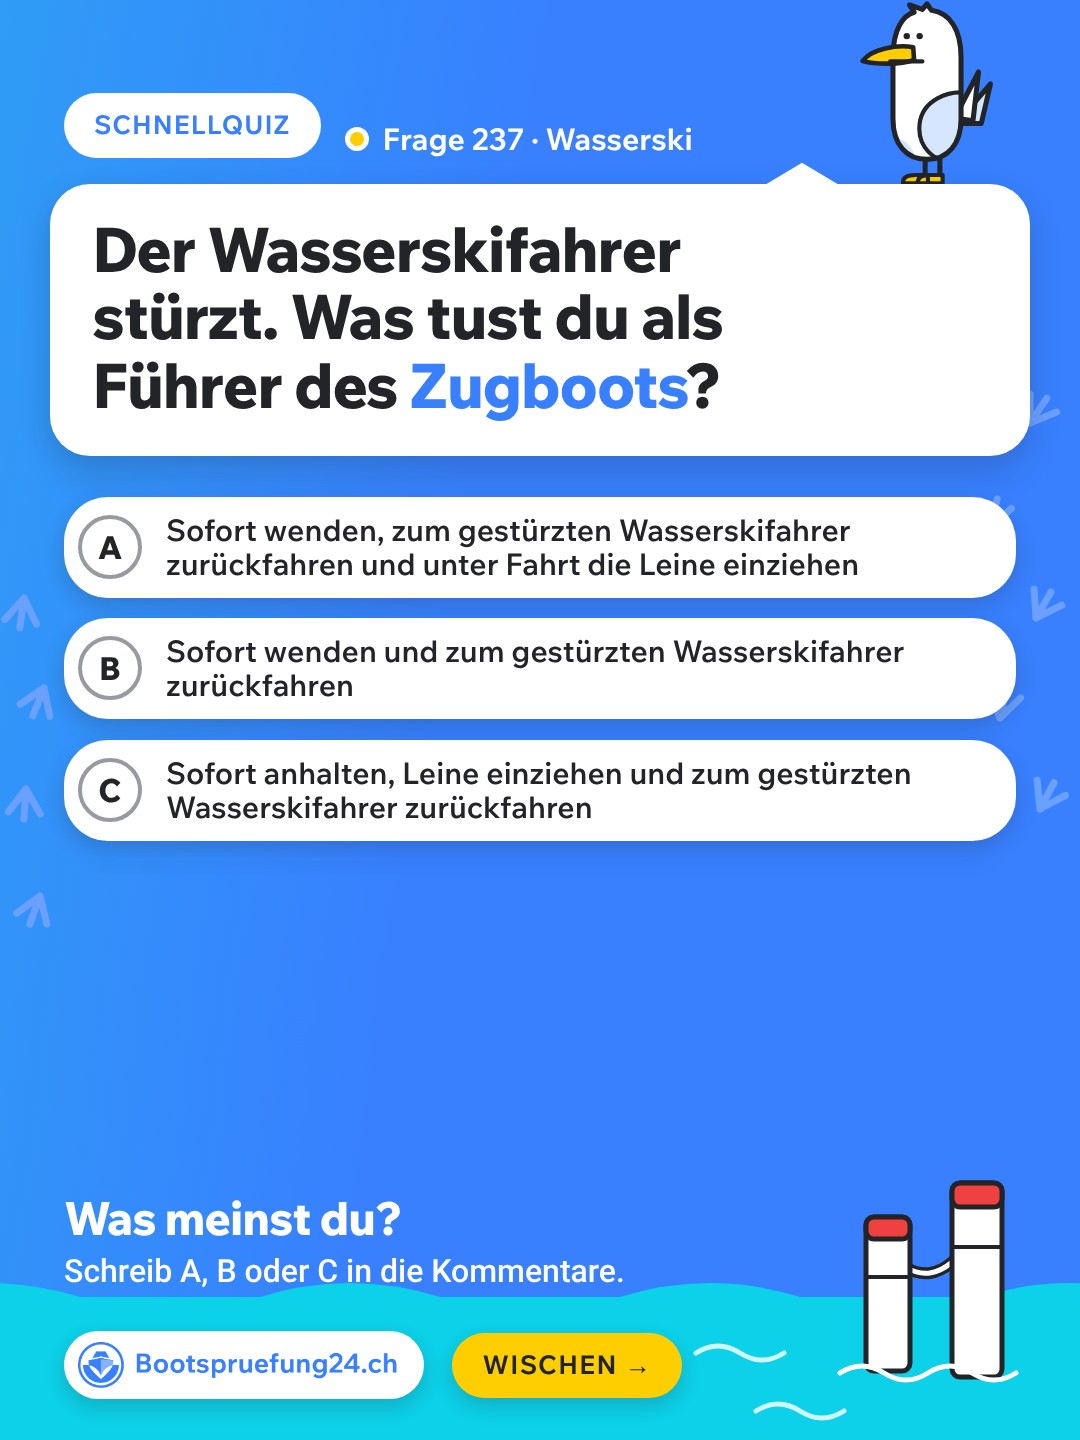 SCHNELLQUIZ
Frage 237 · Wasserski
Der Wasserskifahrer
stürzt. Was tust du als
Führer des Zugboots?
A
Sofort wenden, zum gestürzten Wasserskifahrer
zurückfahren und unter Fahrt die Leine einziehen
B
Sofort wenden und zum gestürzten Wasserskifahrer
zurückfahren
C
Sofort anhalten, Leine einziehen und zum gestürzten
Wasserskifahrer zurückfahren
Was meinst du?
Schreib A, B oder C in die Kommentare.
Bootspruefung24.ch
WISCHEN →